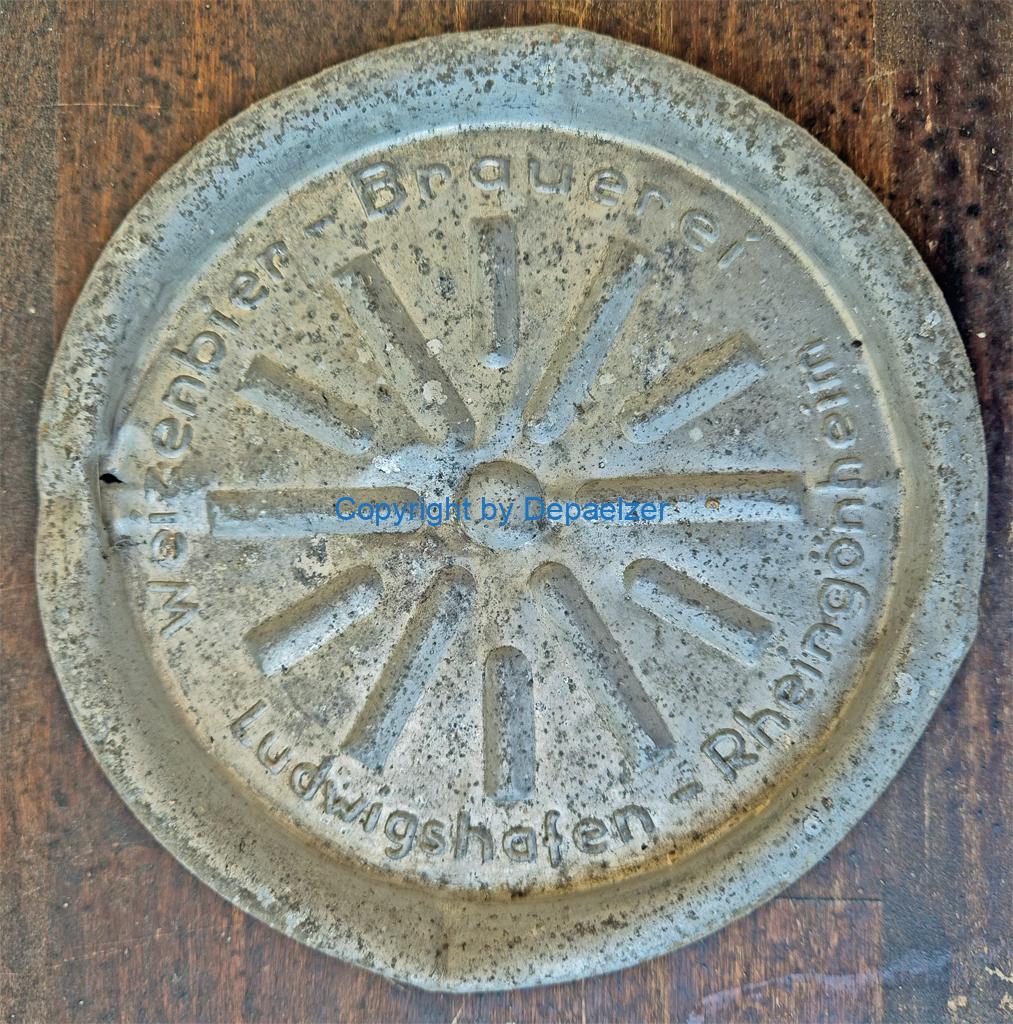 Weizenbier - Brauerei
Ludwigshafen - Rheingönheim
Copyright by Depaelzer